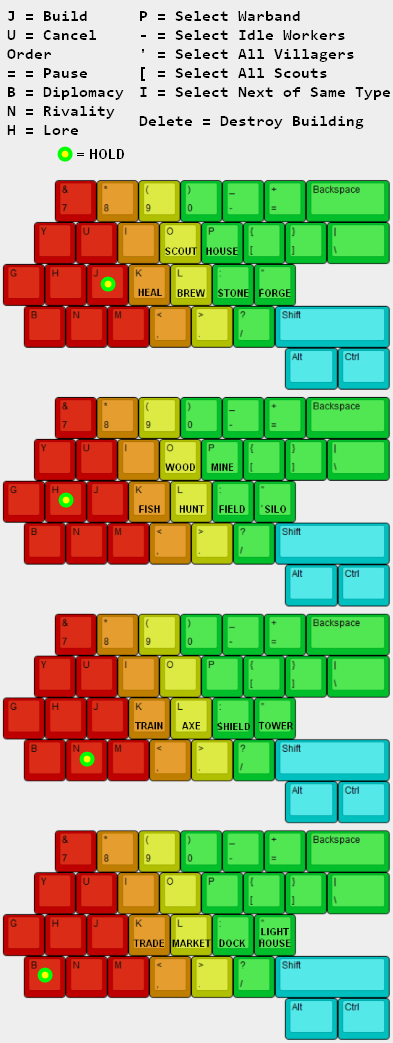 J = Build
U = Cancel
Order
= = Pause
B = Diplomacy
N = Rivality
H = Lore
P = Select Warband
- = Select Idle Workers
' = Select All Villagers
[ = Select All Scouts
I = Select Next of Same Type
Delete = Destroy Building
= HOLD
& * ( ) _ + Backspace
7 8 9 0 - =
Y U I O P { } |
SCOUT HOUSE [ ] \
G H J K L : "
HEAL BREW STONE FORGE
B N M < > ? Shift
, . /
Alt Ctrl
& * ( ) _ + Backspace
7 8 9 0 - =
Y U I O P { } |
WOOD MINE [ ] \
G H J K L : "
FISH HUNT FIELD 'SILO
B N M < > ? Shift
, . /
Alt Ctrl
& * ( ) _ + Backspace
7 8 9 0 - =
Y U I O P { } |
[ ] \
G H J K L : "
TRAIN AXE SHIELD TOWER
B N M < > ? Shift
, . /
Alt Ctrl
& * ( ) _ + Backspace
7 8 9 0 - =
Y U I O P { } |
[ ] \
G H J K L : "
TRADE MARKET DOCK LIGHT
HOUSE
B N M < > ? Shift
, . /
Alt Ctrl